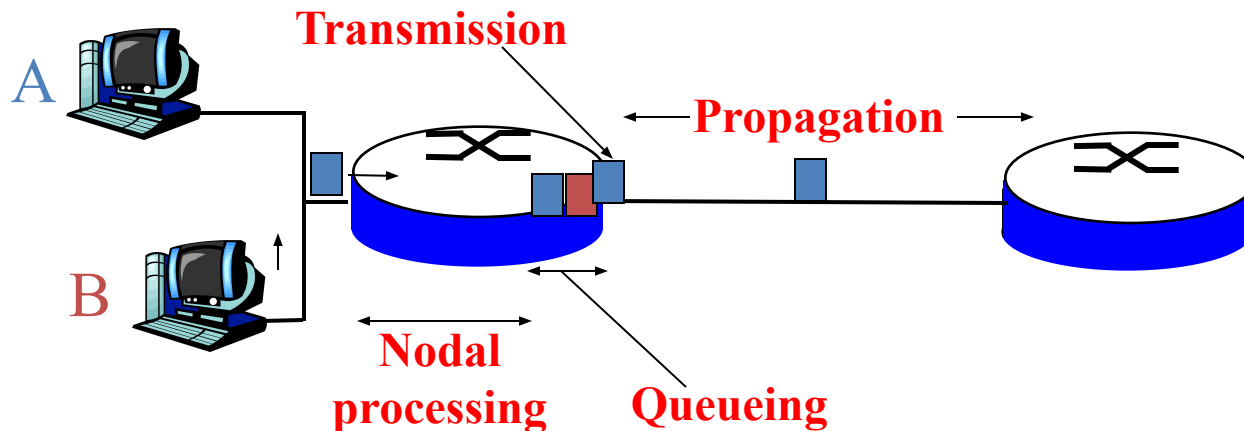 Transmission
A
Propagation
B
Nodal
processing
Queueing